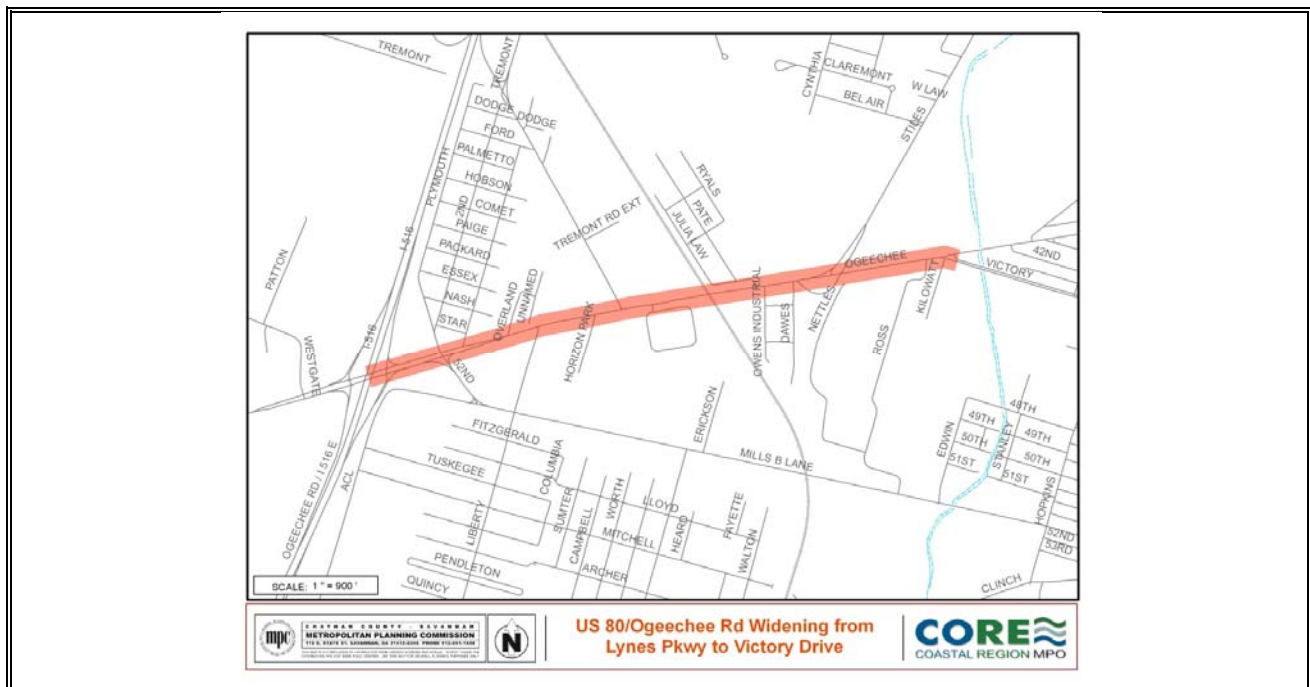 TREMONT
TREMONT
CYNTHIA
CLAREMONT
W LAW
BEL AIR
STILES
DODGE
DODGE
FORD
PALMETTO
PLYMOUTH
HOBSON
2ND
COMET
I-516
PAIGE
PACKARD
ESSEX
NASH
STAR
RYALS
PATE
JULIA LAW
TREMONT RD EXT
PATTON
OVERLAND
UNNAMED
HORIZON PARK
OWENS INDUSTRIAL
DAWES
NETTLES
OGEECHEE
KILOWATT
ROSS
42ND
VICTORY
WESTGATE
I-516
52ND
FITZGERALD
TUSKEGEE
COLUMBIA
ERICKSON
MILLS B LANE
EDWIN
STANLEY
48TH
49TH
49TH
50TH
50TH
51ST
51ST
HOPKINS
52ND
53RD
CLINCH
OGEECHEE RD / I 516 E
ACL
LIBERTY
SUMTER
CAMPBELL
WORTH
LLOYD
MITCHELL
HEARD
FAYETTE
WALTON
PENDLETON
ARCHER
QUINCY
SCALE: 1 " = 900 '
mpc
CHATHAM COUNTY - SAVANNAH
METROPOLITAN PLANNING COMMISSION
N
US 80/Ogeechee Rd Widening from
Lynes Pkwy to Victory Drive
CORE
COASTAL REGION MPO